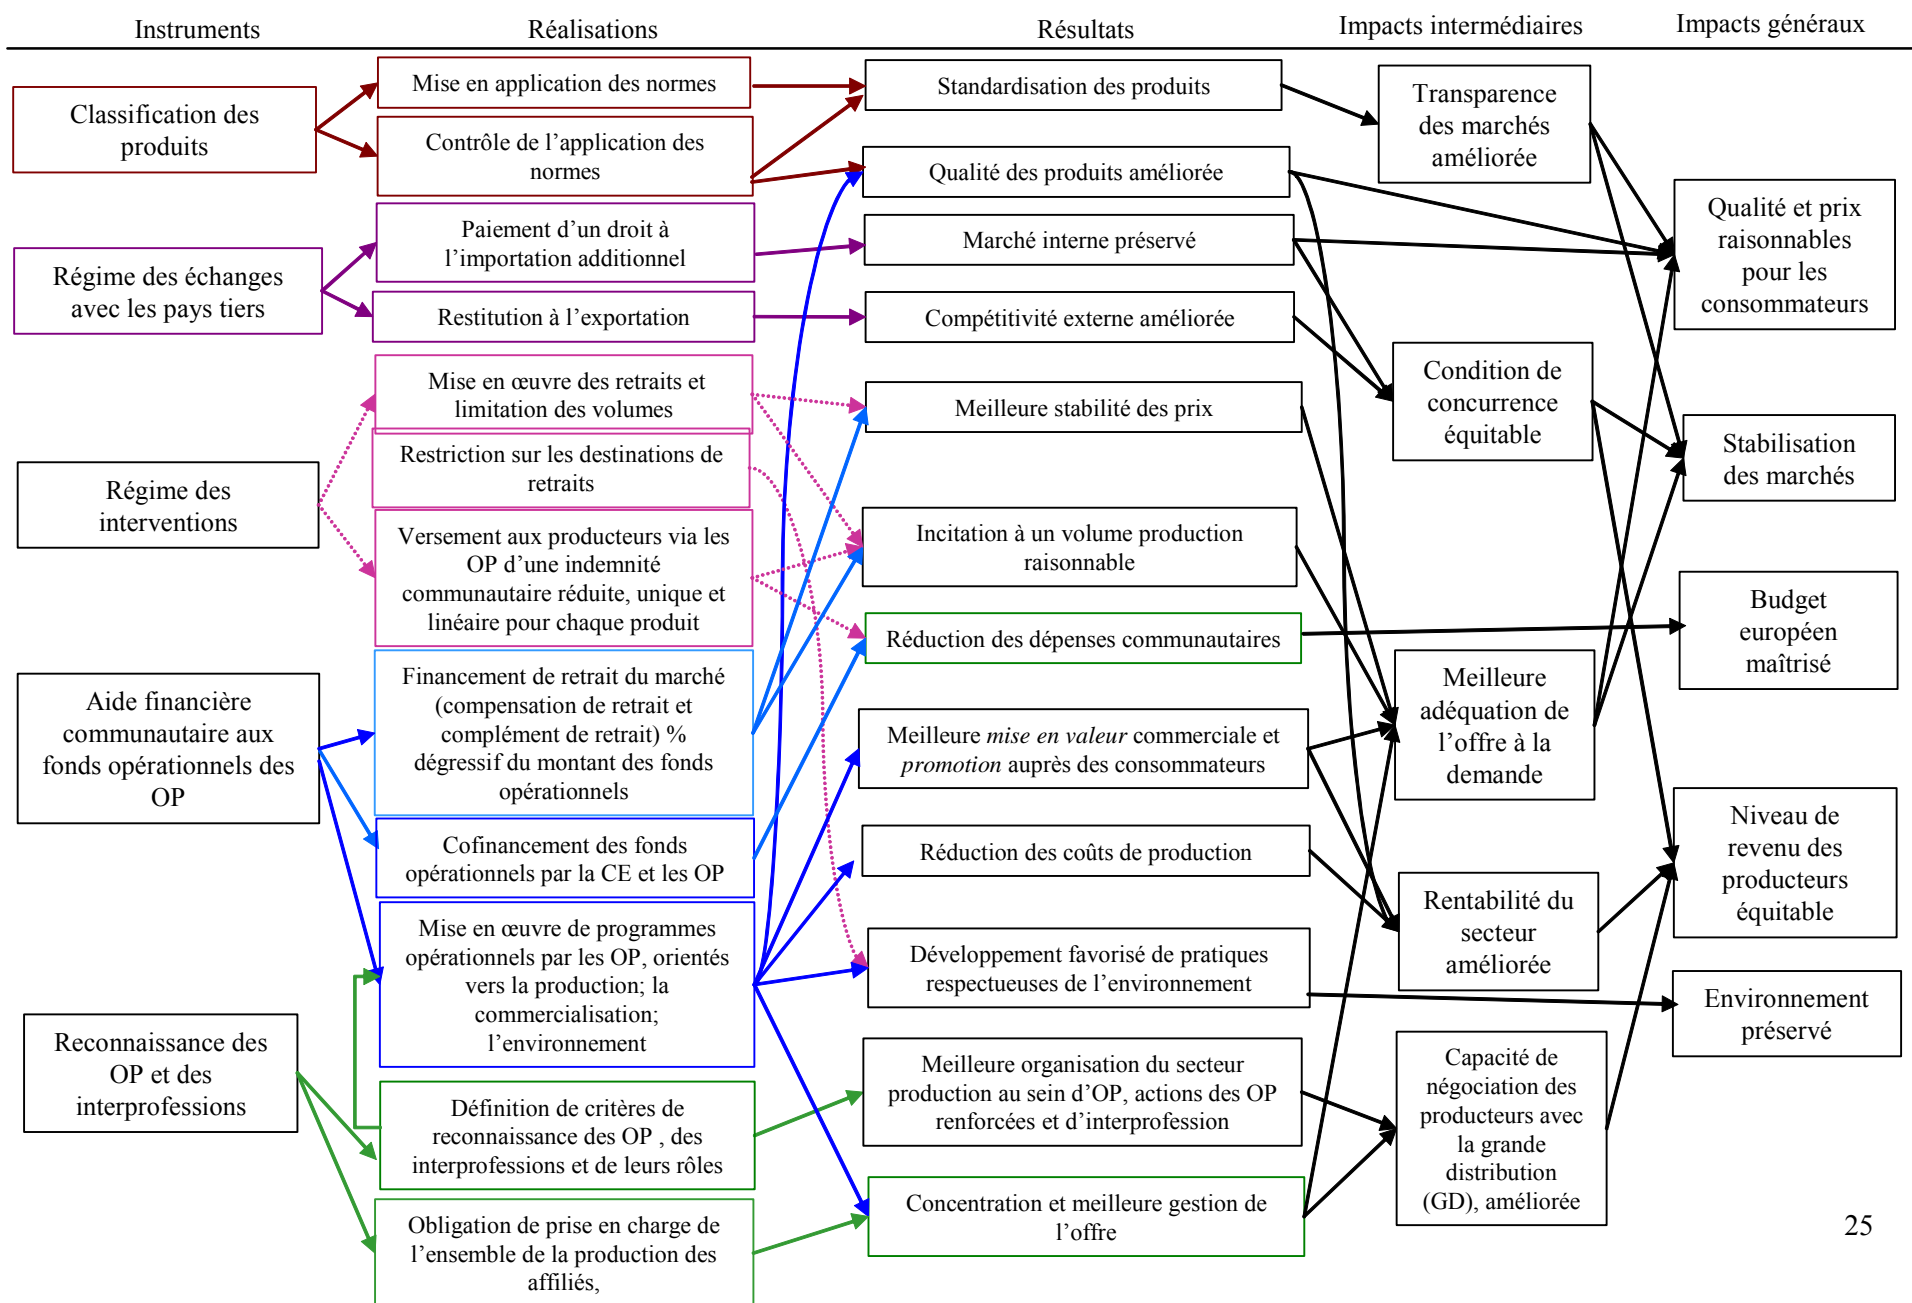 Instruments
Réalisations
Résultats
Impacts intermédiaires
Impacts généraux
Classification des
produits
Régime des échanges
avec les pays tiers
Régime des
interventions
Aide financière
communautaire aux
fonds opérationnels des
OP
Reconnaissance des
OP et des
interprofessions
Mise en application des normes
Contrôle de l’application des
normes
Paiement d’un droit à
l’importation additionnel
Restitution à l’exportation
Mise en œuvre des retraits et
limitation des volumes
Restriction sur les destinations de
retraits
Versement aux producteurs via les
OP d’une indemnité
communautaire réduite, unique et
linéaire pour chaque produit
Financement de retrait du marché
(compensation de retrait et
complément de retrait) %
dégressif du montant des fonds
opérationnels
Cofinancement des fonds
opérationnels par la CE et les OP
Mise en œuvre de programmes
opérationnels par les OP, orientés
vers la production; la
commercialisation;
l’environnement
Définition de critères de
reconnaissance des OP , des
interprofessions et de leurs rôles
Obligation de prise en charge de
l’ensemble de la production des
affiliés,
Standardisation des produits
Qualité des produits améliorée
Marché interne préservé
Compétitivité externe améliorée
Meilleure stabilité des prix
Incitation à un volume production
raisonnable
Réduction des dépenses communautaires
Meilleure mise en valeur commerciale et
promotion auprès des consommateurs
Réduction des coûts de production
Développement favorisé de pratiques
respectueuses de l’environnement
Meilleure organisation du secteur
production au sein d’OP, actions des OP
renforcées et d’interprofession
Concentration et meilleure gestion de
l’offre
Transparence
des marchés
améliorée
Condition de
concurrence
équitable
Meilleure
adéquation de
l’offre à la
demande
Rentabilité du
secteur
améliorée
Capacité de
négociation des
producteurs avec
la grande
distribution
(GD), améliorée
Qualité et prix
raisonnables
pour les
consommateurs
Stabilisation
des marchés
Budget
européen
maîtrisé
Niveau de
revenu des
producteurs
équitable
Environnement
préservé
25